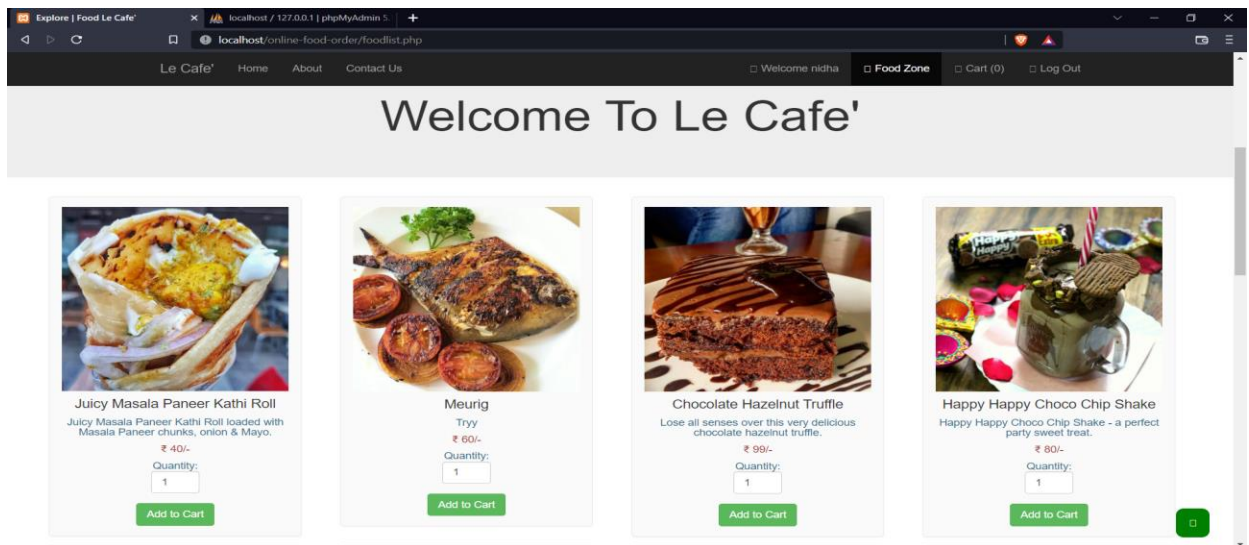 Explore | Food Le Cafe'
localhost / 127.0.0.1 | phpMyAdmin 5.
localhost/online-food-order/foodlist.php
Le Cafe' Home About Contact Us Welcome nidha Food Zone Cart (0) Log Out
Welcome To Le Cafe'
Happy
Happy
Juicy Masala Paneer Kathi Roll
Juicy Masala Paneer Kathi Roll loaded with
Masala Paneer chunks, onion & Mayo.
₹ 40/-
Quantity:
1
Add to Cart
Meurig
Tryy
₹ 60/-
Quantity:
1
Add to Cart
Chocolate Hazelnut Truffle
Lose all senses over this very delicious
chocolate hazelnut truffle.
₹ 99/-
Quantity:
1
Add to Cart
Happy Happy Choco Chip Shake
Happy Happy Choco Chip Shake - a perfect
party sweet treat.
₹ 80/-
Quantity:
1
Add to Cart